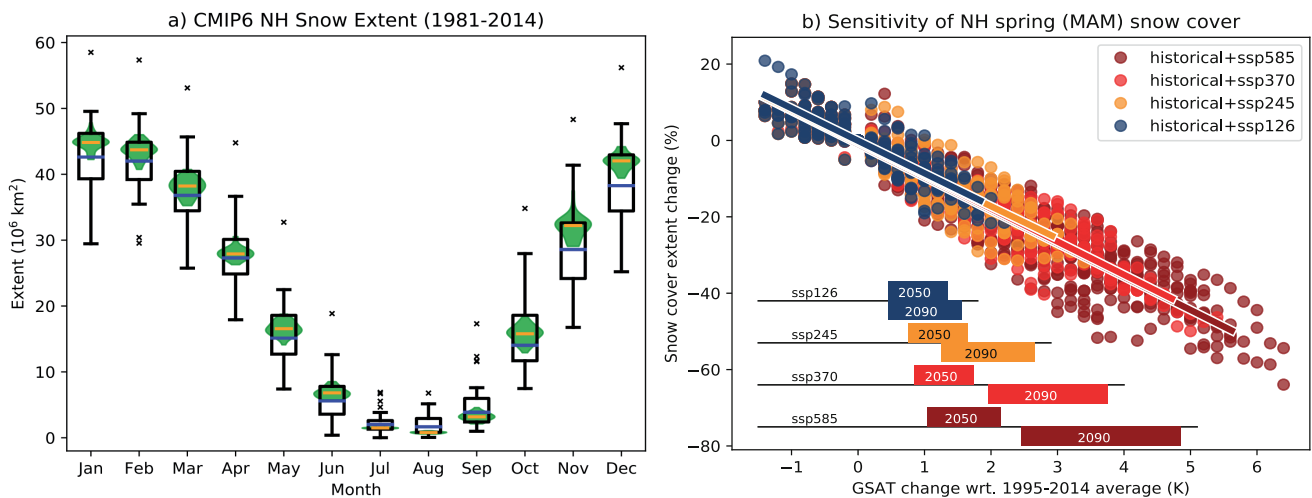 a) CMIP6 NH Snow Extent (1981-2014)
Extent (10⁶ km²)
60
50
40
30
20
10
0
Jan Feb Mar Apr May Jun Jul Aug Sep Oct Nov Dec
Month
b) Sensitivity of NH spring (MAM) snow cover
Snow cover extent change (%)
20
0
−20
−40
−60
−80
historical+ssp585
historical+ssp370
historical+ssp245
historical+ssp126
ssp126 2050
2090
ssp245 2050
2090
ssp370 2050
2090
ssp585 2050
2090
−1 0 1 2 3 4 5 6
GSAT change wrt. 1995-2014 average (K)